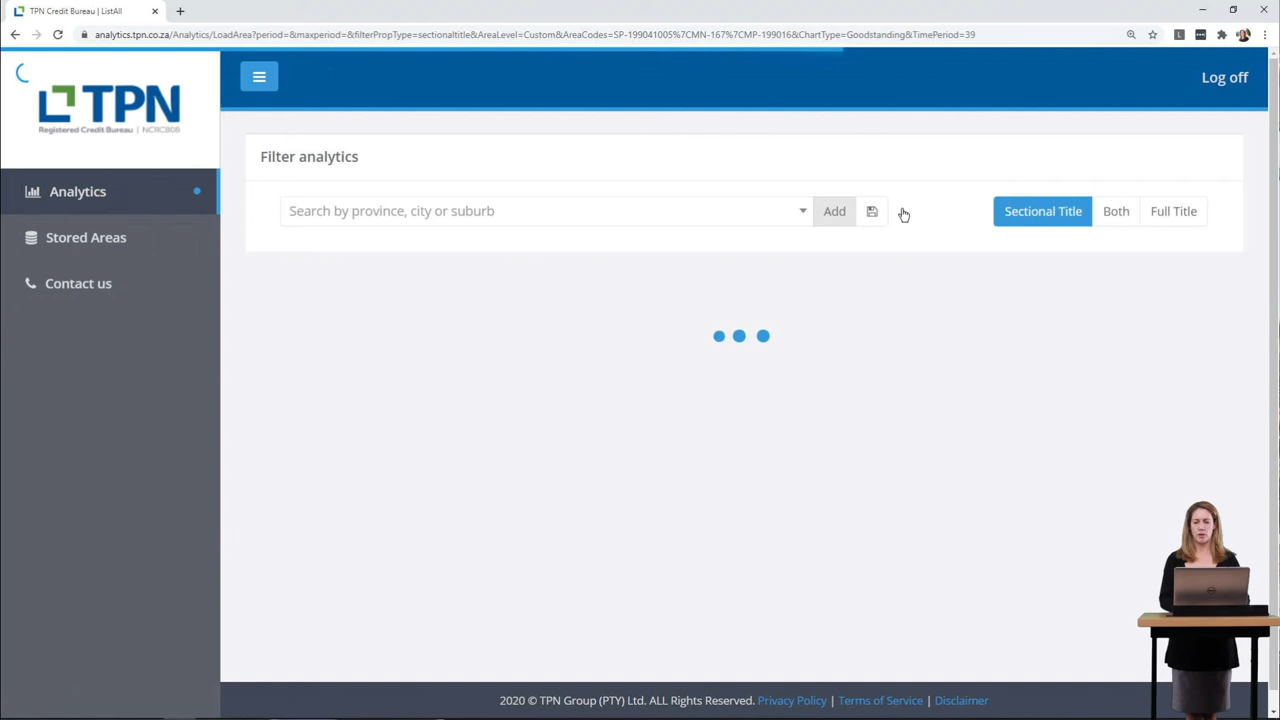 TPN Credit Bureau | ListAll
analytics.tpn.co.za/Analytics/LoadArea?period=&maxperiod=&filterPropType=sectionaltitle&AreaLevel=Custom&AreaCodes=SP-199041005%7CMN-167%7CMP-199016&ChartType=Goodstanding&TimePeriod=39
TPN
Registered Credit Bureau | NCRCB08
Log off
Filter analytics
Analytics
Search by province, city or suburb
Add
Sectional Title
Both
Full Title
Stored Areas
Contact us
2020 © TPN Group (PTY) Ltd. ALL Rights Reserved. Privacy Policy | Terms of Service | Disclaimer